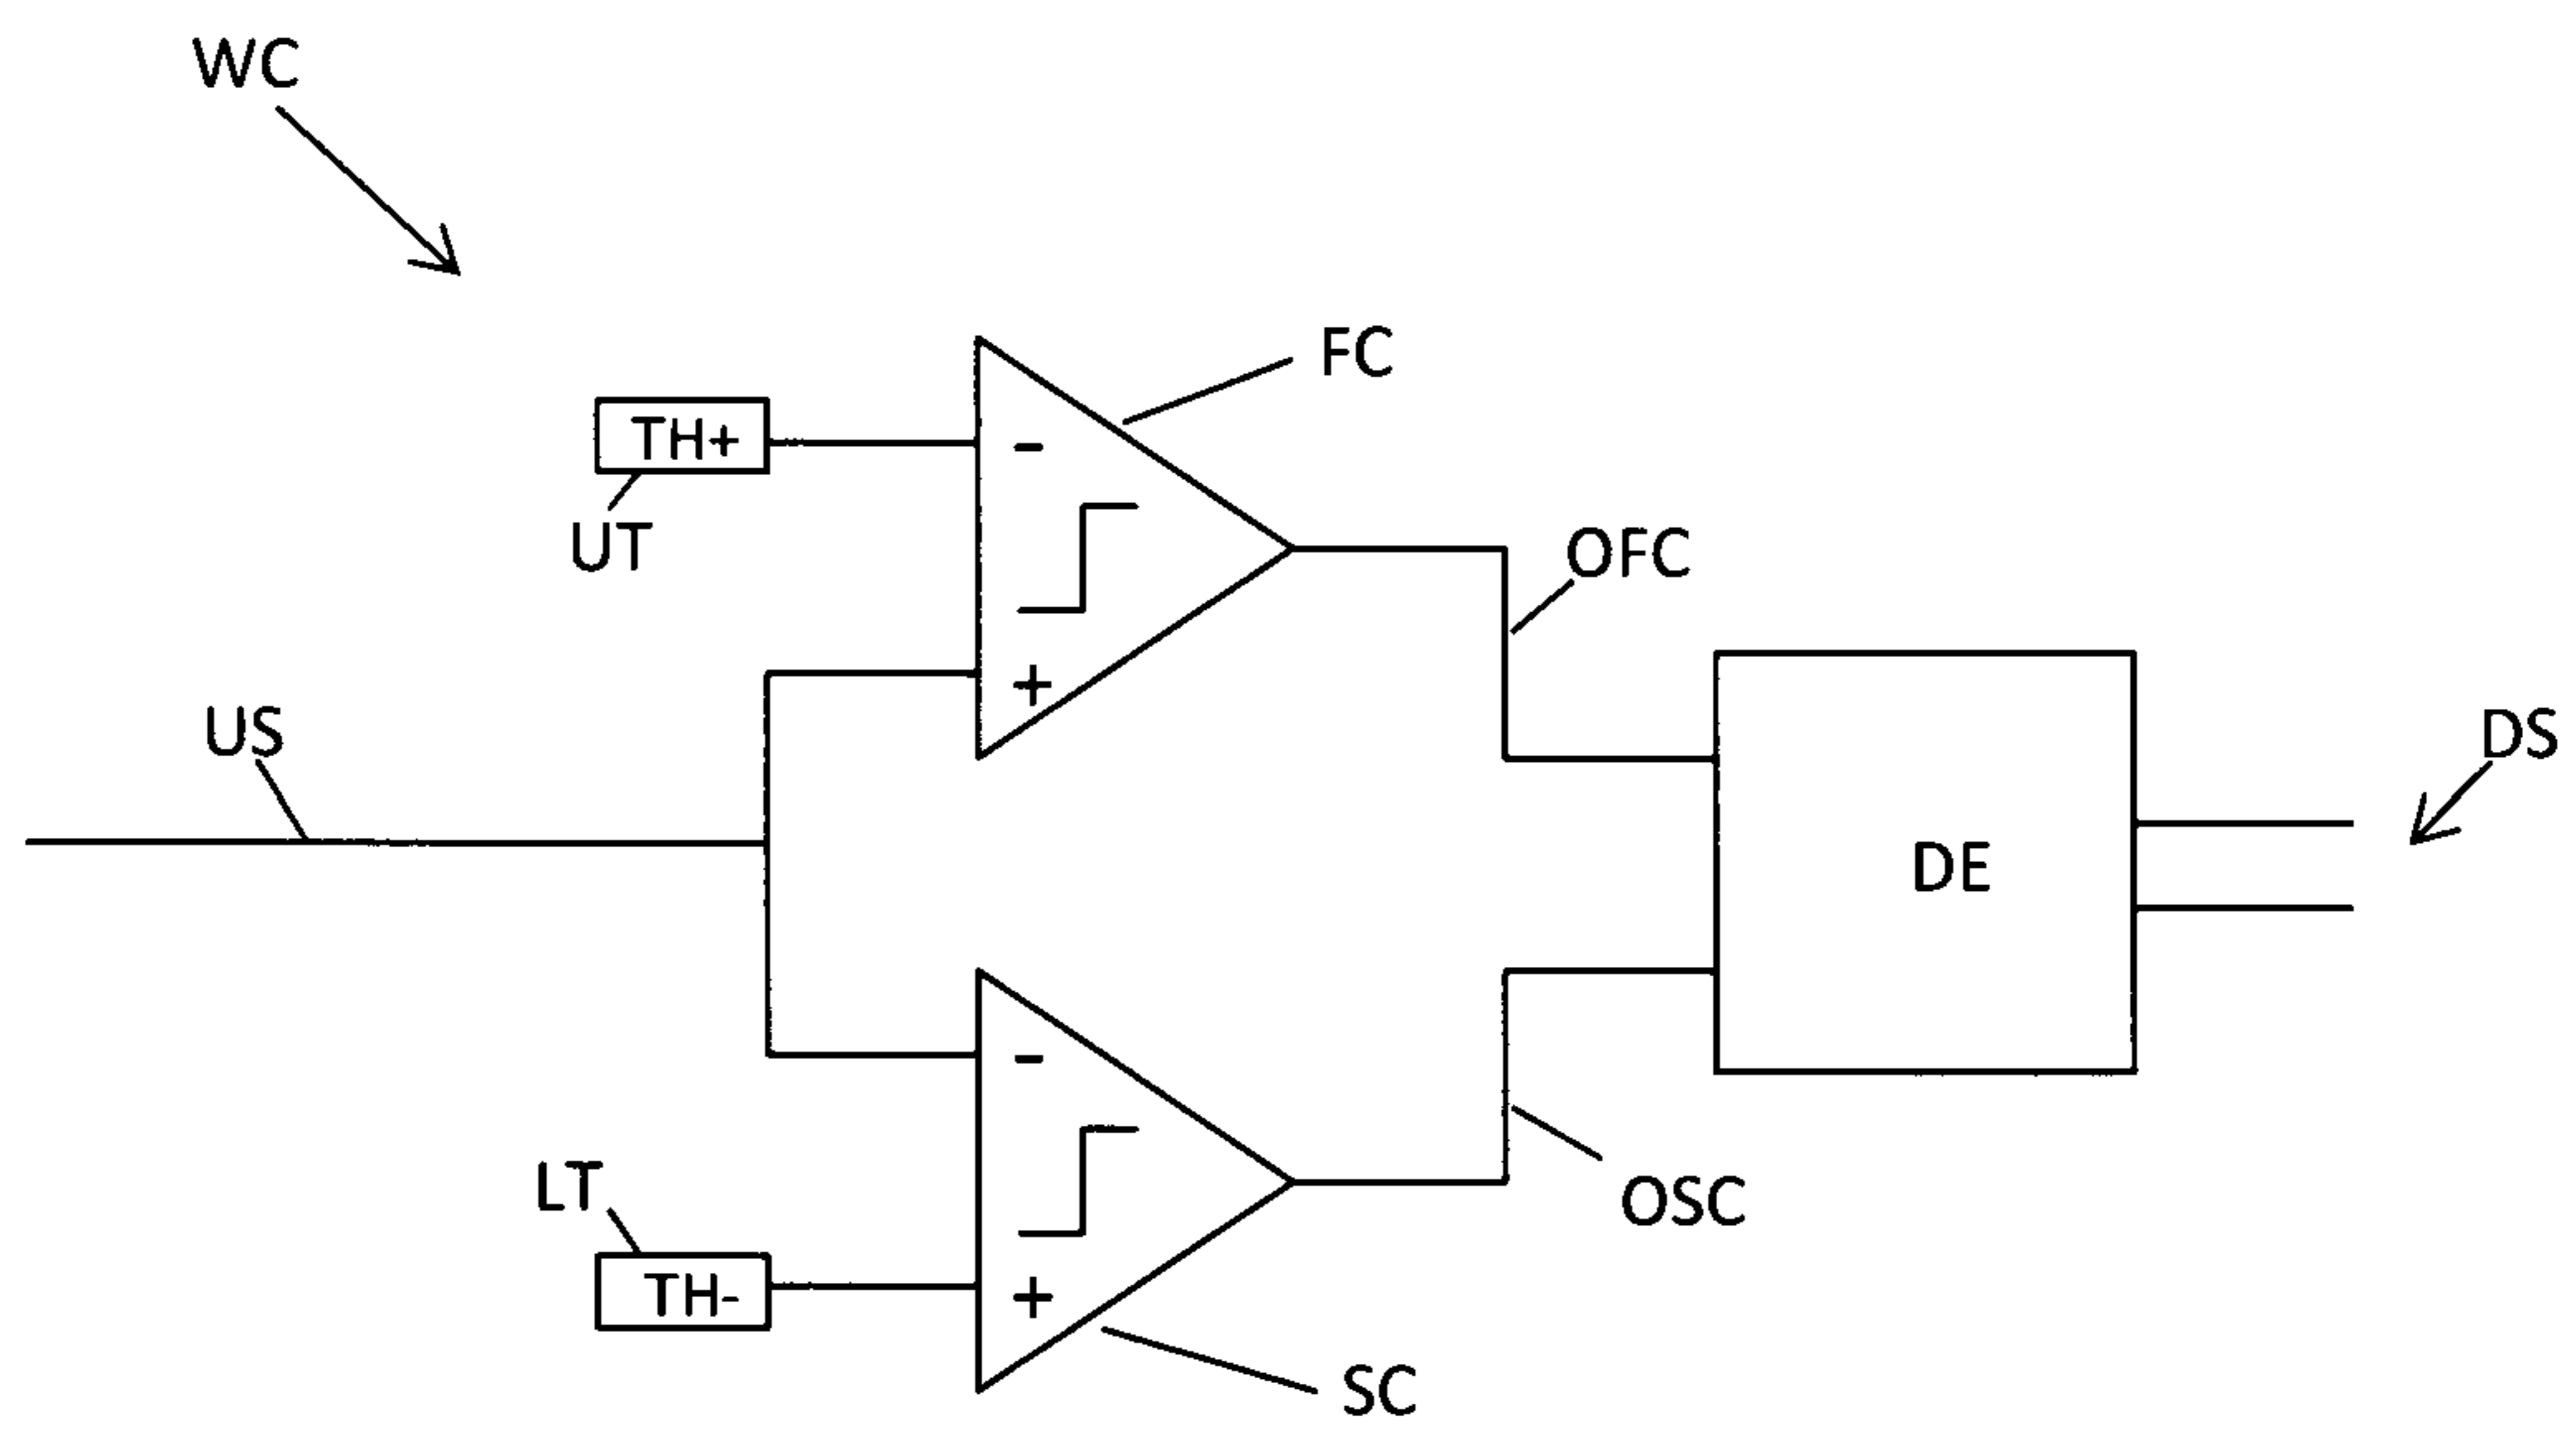 WC
FC
TH+
-
UT
OFC
+
US
DS
DE
-
LT
OSC
TH-
+
SC